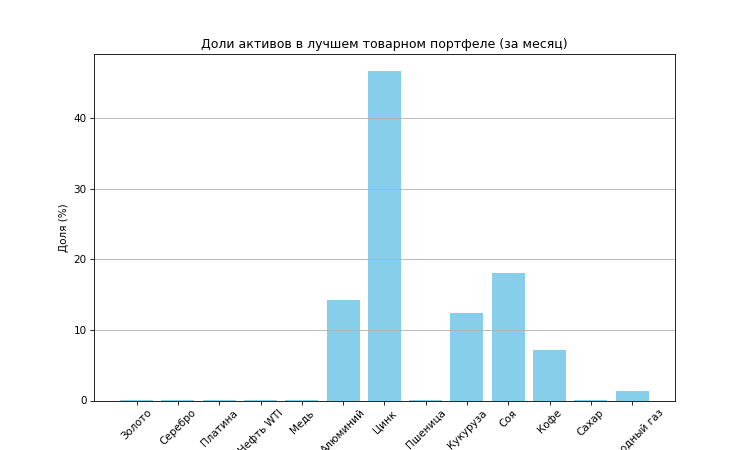 Доли активов в лучшем товарном портфеле (за месяц)
Доля (%)
40
30
20
10
0
Золото
Серебро
Платина
Нефть WTI
Медь
Алюминий
Цинк
Пшеница
Кукуруза
Соя
Кофе
Сахар
одный газ